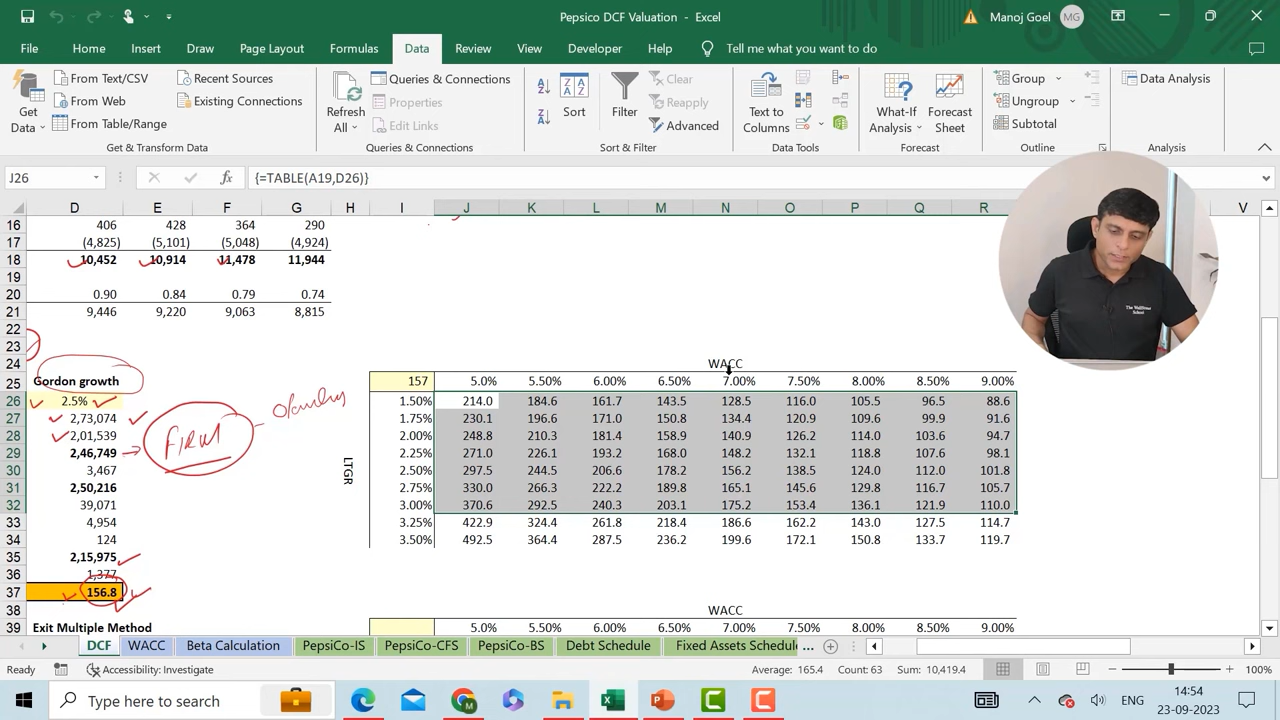 Pepsico DCF Valuation - Excel
Manoj Goel MG
File Home Insert Draw Page Layout Formulas Data Review View Developer Help Tell me what you want to do
Get Data
From Text/CSV
From Web
From Table/Range
Recent Sources
Existing Connections
Get & Transform Data
Refresh All
Queries & Connections
Properties
Edit Links
Queries & Connections
Sort
Filter
Clear
Reapply
Advanced
Sort & Filter
Text to Columns
Data Tools
What-If Analysis
Forecast Sheet
Forecast
Group
Ungroup
Subtotal
Outline
Data Analysis
Analysis
J26 fx {=TABLE(A19,D26)}
D E F G H I J K L M N O P Q R V
16 406 428 364 290
17 (4,825) (5,101) (5,048) (4,924)
18 10,452 10,914 11,478 11,944
19
20 0.90 0.84 0.79 0.74
21 9,446 9,220 9,063 8,815
22
23
24 WACC
25 Gordon growth 157 5.0% 5.50% 6.00% 6.50% 7.00% 7.50% 8.00% 8.50% 9.00%
26 2.5% 1.50% 214.0 184.6 161.7 143.5 128.5 116.0 105.5 96.5 88.6
27 2,73,074 1.75% 230.1 196.6 171.0 150.8 134.4 120.9 109.6 99.9 91.6
28 2,01,539 2.00% 248.8 210.3 181.4 158.9 140.9 126.2 114.0 103.6 94.7
29 2,46,749 2.25% 271.0 226.1 193.2 168.0 148.2 132.1 118.8 107.6 98.1
30 3,467 2.50% 297.5 244.5 206.6 178.2 156.2 138.5 124.0 112.0 101.8
31 2,50,216 2.75% 330.0 266.3 222.2 189.8 165.1 145.6 129.8 116.7 105.7
32 39,071 3.00% 370.6 292.5 240.3 203.1 175.2 153.4 136.1 121.9 110.0
33 4,954 3.25% 422.9 324.4 261.8 218.4 186.6 162.2 143.0 127.5 114.7
34 124 3.50% 492.5 364.4 287.5 236.2 199.6 172.1 150.8 133.7 119.7
35 2,15,975
36 1,377
37 156.8
38 WACC
39 Exit Multiple Method 5.0% 5.50% 6.00% 6.50% 7.00% 7.50% 8.00% 8.50% 9.00%
LTGR
Firm
The WallStreet School
DCF WACC Beta Calculation PepsiCo-IS PepsiCo-CFS PepsiCo-BS Debt Schedule Fixed Assets Schedule ...
Ready Accessibility: Investigate Average: 165.4 Count: 63 Sum: 10,419.4 100%
Type here to search
ENG
14:54
23-09-2023